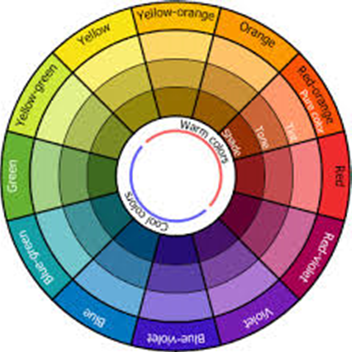 Yellow-orange
Orange
Red-orange
Pure color
Tint
Tone
Shade
Red
Red-violet
Violet
Blue-violet
Blue
Blue-green
Green
Yellow-green
Yellow
Warm colors
Cool colors